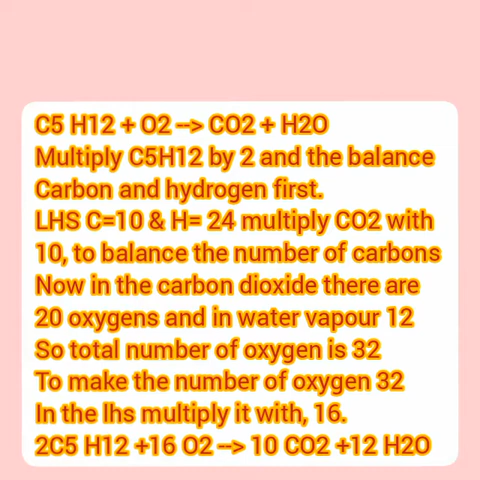 C5 H12 + O2 --> CO2 + H2O
Multiply C5H12 by 2 and the balance
Carbon and hydrogen first.
LHS C=10 & H= 24 multiply CO2 with
10, to balance the number of carbons
Now in the carbon dioxide there are
20 oxygens and in water vapour 12
So total number of oxygen is 32
To make the number of oxygen 32
In the lhs multiply it with, 16.
2C5 H12 +16 O2 --> 10 CO2 +12 H2O